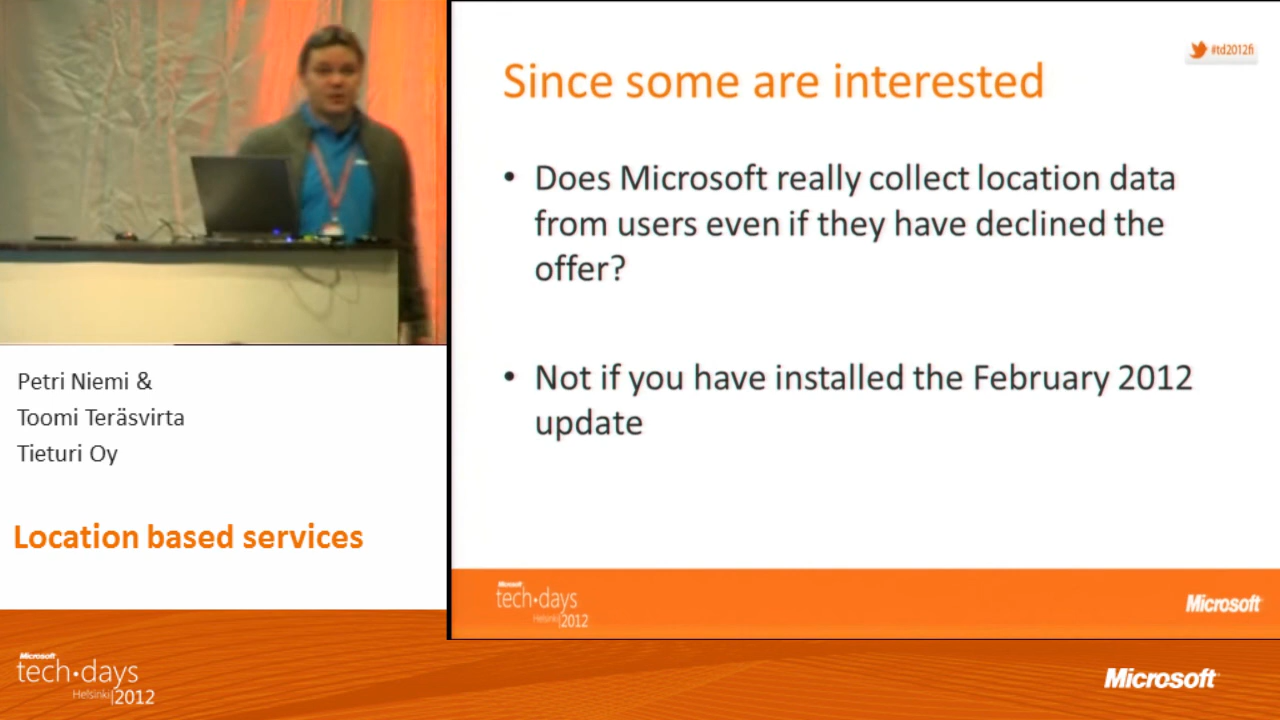 #td2012fi
Since some are interested
• Does Microsoft really collect location data
from users even if they have declined the
offer?
• Not if you have installed the February 2012
update
Microsoft
tech•days
Helsinki|2012
Microsoft
Petri Niemi &
Toomi Teräsvirta
Tieturi Oy
Location based services
Microsoft
tech•days
Helsinki|2012
Microsoft